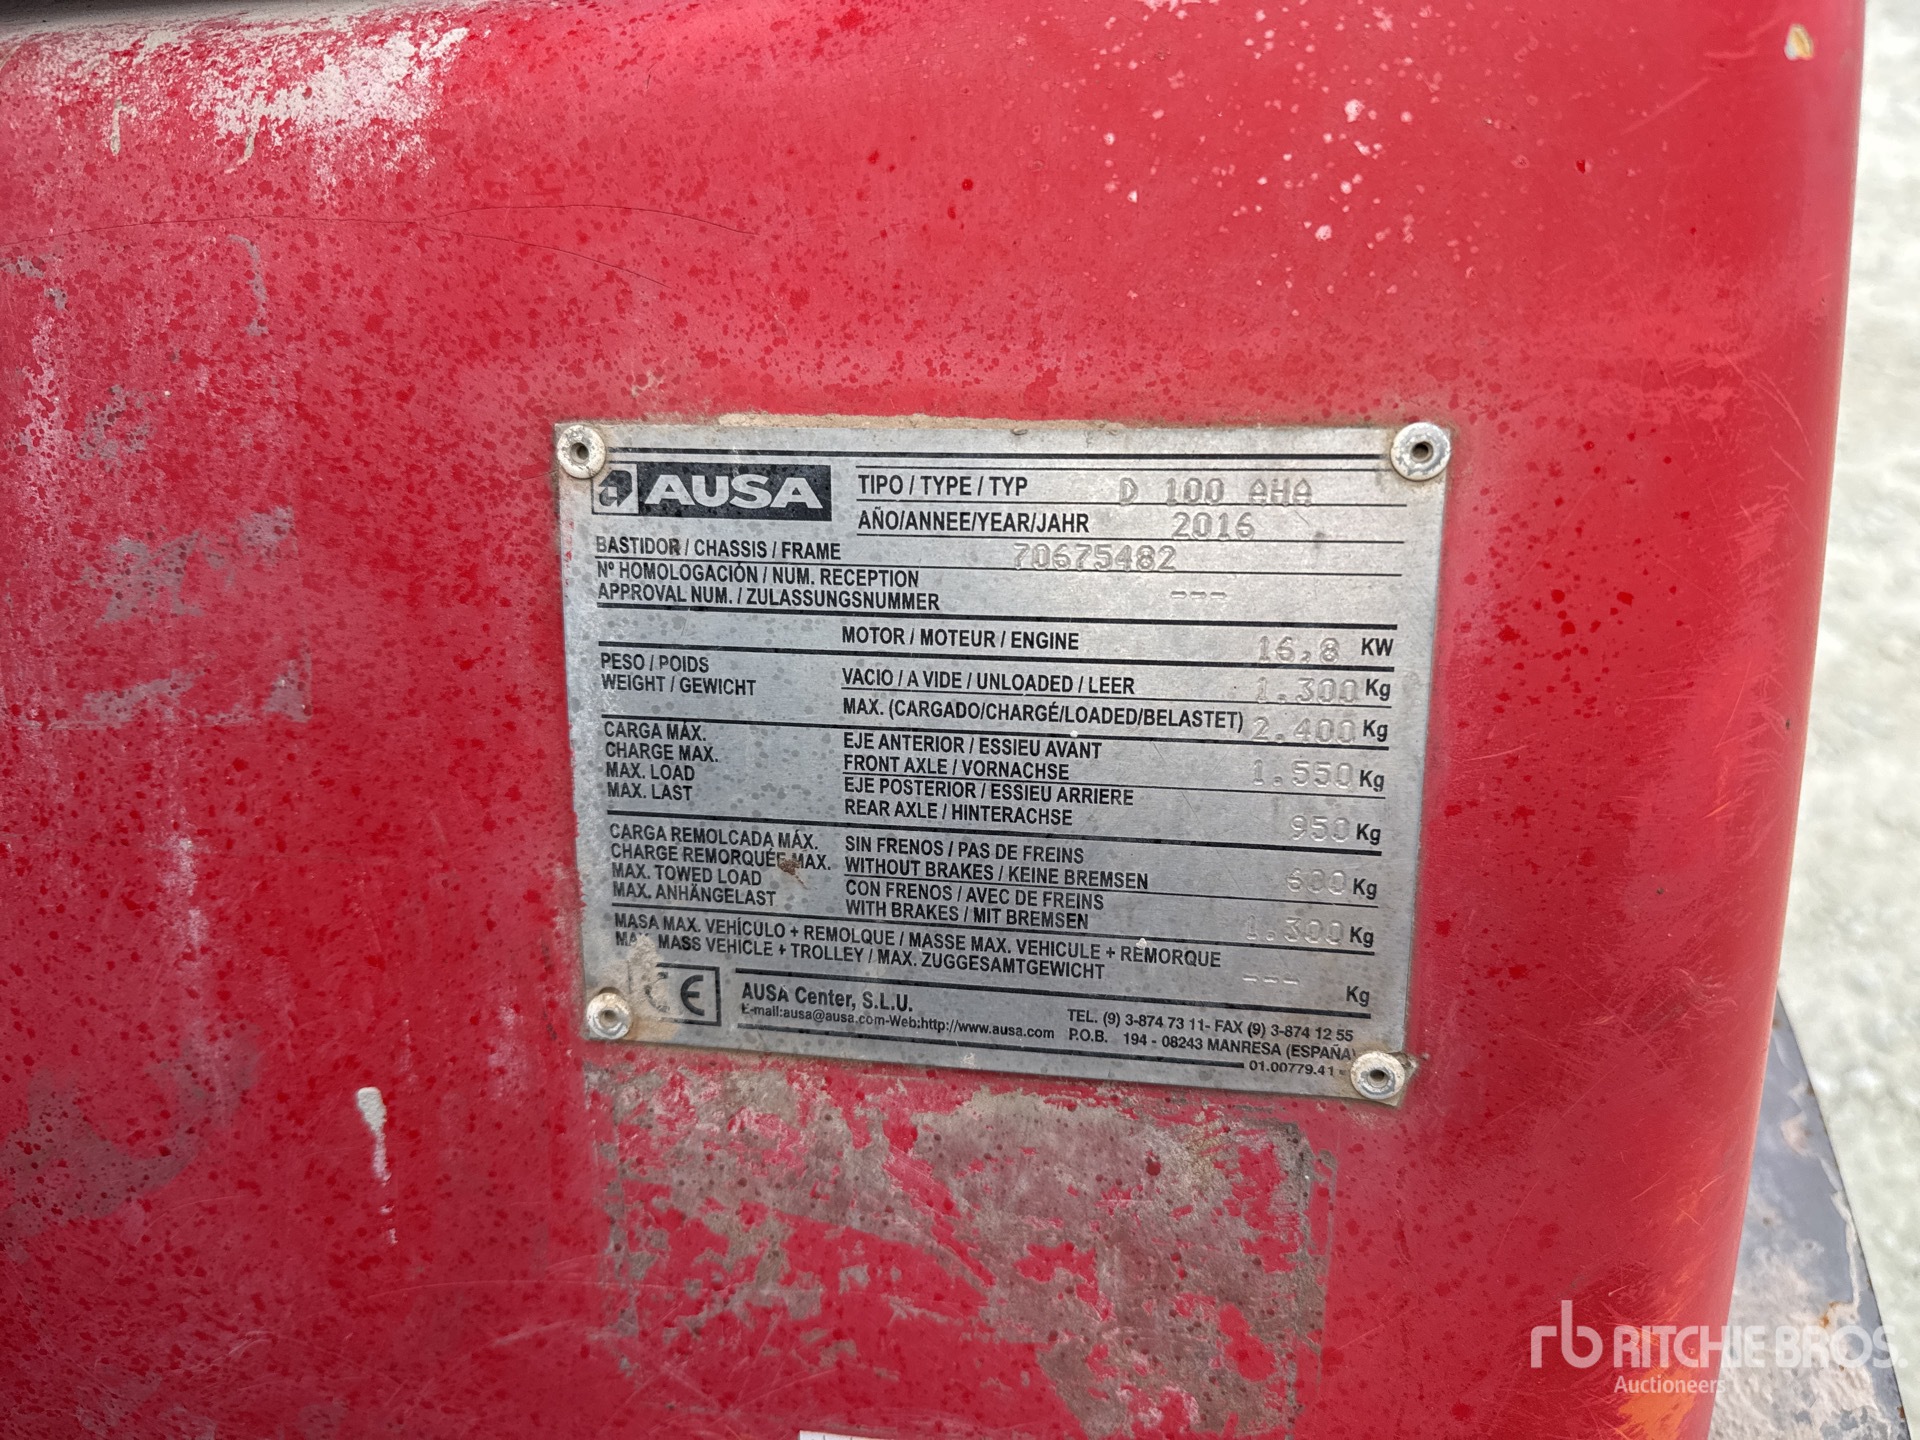 AUSA
TIPO / TYPE / TYP D 100 AHA
AÑO/ANNEE/YEAR/JAHR 2016
BASTIDOR / CHASSIS / FRAME 70675482
Nº HOMOLOGACIÓN / NUM. RECEPTION
APPROVAL NUM. / ZULASSUNGSNUMMER ---
MOTOR / MOTEUR / ENGINE 16,8 KW
PESO / POIDS
WEIGHT / GEWICHT
VACIO / A VIDE / UNLOADED / LEER 1.300 Kg
MAX. (CARGADO/CHARGÉ/LOADED/BELASTET) 2.400 Kg
CARGA MÁX.
CHARGE MAX.
MAX. LOAD
MAX. LAST
EJE ANTERIOR / ESSIEU AVANT
FRONT AXLE / VORNACHSE 1.550 Kg
EJE POSTERIOR / ESSIEU ARRIERE
REAR AXLE / HINTERACHSE 950 Kg
CARGA REMOLCADA MÁX.
CHARGE REMORQUÉE MAX.
MAX. TOWED LOAD
MAX. ANHÄNGELAST
SIN FRENOS / PAS DE FREINS
WITHOUT BRAKES / KEINE BREMSEN 600 Kg
CON FRENOS / AVEC DE FREINS
WITH BRAKES / MIT BREMSEN 1.300 Kg
MASA MAX. VEHÍCULO + REMOLQUE / MASSE MAX. VEHICULE + REMORQUE
MAX. MASS VEHICLE + TROLLEY / MAX. ZUGGESAMTGEWICHT --- Kg
CE
AUSA Center, S.L.U.
E-mail:ausa@ausa.com-Web:http://www.ausa.com
TEL. (9) 3-874 73 11- FAX (9) 3-874 12 55
P.O.B. 194 - 08243 MANRESA (ESPAÑA)
01.00779.41
rb RITCHIE BROS.
Auctioneers